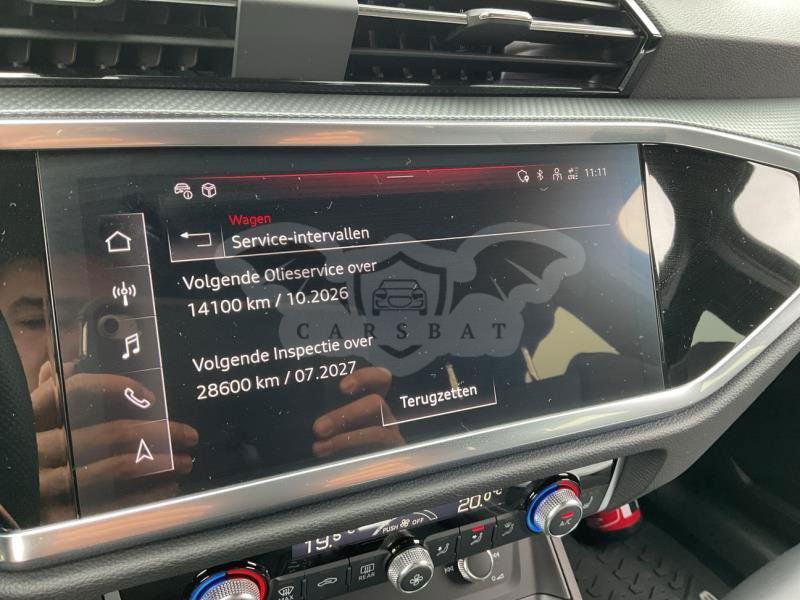 11:11
Wagen
Service-intervallen
Volgende Olieservice over
14100 km / 10.2026
CARSBAT
Volgende Inspectie over
28600 km / 07.2027
Terugzetten
19.5°C
PUSH OFF
20.0°C
A/C
REAR
MAX